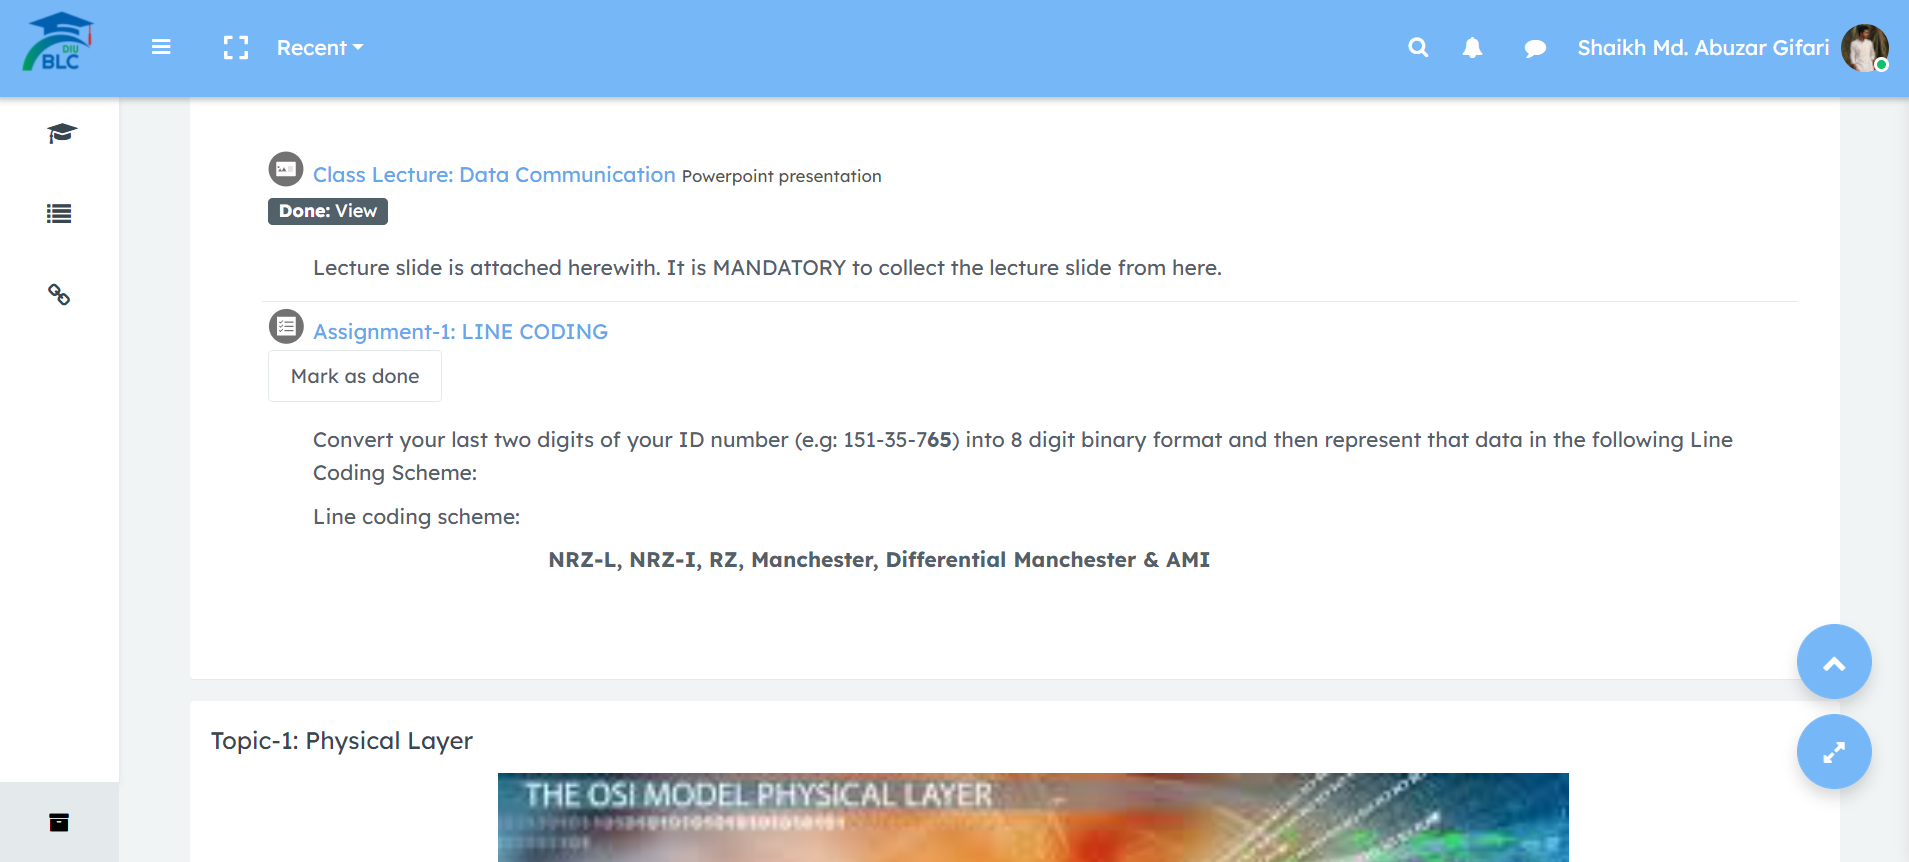 DIU
BLC
Recent
Shaikh Md. Abuzar Gifari
Class Lecture: Data Communication Powerpoint presentation
Done: View
Lecture slide is attached herewith. It is MANDATORY to collect the lecture slide from here.
Assignment-1: LINE CODING
Mark as done
Convert your last two digits of your ID number (e.g: 151-35-765) into 8 digit binary format and then represent that data in the following Line
Coding Scheme:
Line coding scheme:
NRZ-L, NRZ-I, RZ, Manchester, Differential Manchester & AMI
Topic-1: Physical Layer
THE OSI MODEL PHYSICAL LAYER